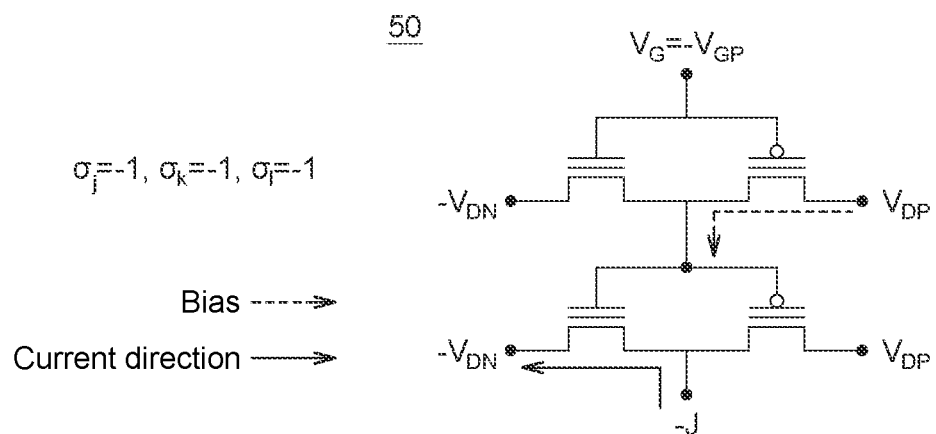 50
V_G=-V_GP
σ_j=-1, σ_k=-1, σ_l=-1
-V_DN
V_DP
Bias
Current direction
-V_DN
V_DP
-J